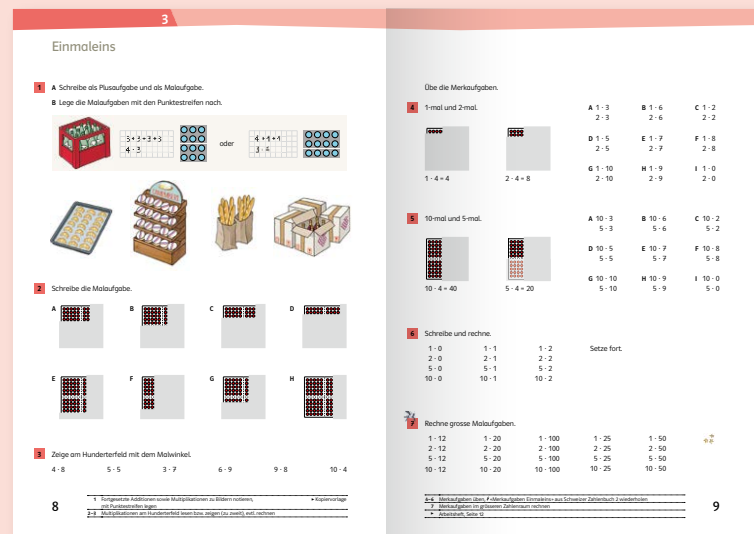 3
Einmaleins
1 A Schreibe als Plusaufgabe und als Malaufgabe.
B Lege die Malaufgaben mit den Punktestreifen nach.
3+3+3+3
4 · 3
oder
4+4+4
3 · 4
2 Schreibe die Malaufgabe.
A B C D
E F G H
3 Zeige am Hunderterfeld mit dem Malwinkel.
4 · 8 5 · 5 3 · 7 6 · 9 9 · 8 10 · 4
8
1 Fortgesetzte Additionen sowie Multiplikationen zu Bildern notieren,
mit Punktestreifen legen
► Kopiervorlage
2–3 Multiplikationen am Hunderterfeld lesen bzw. zeigen (zu zweit), evtl. rechnen
Übe die Merkaufgaben.
4 1-mal und 2-mal.
1 · 4 = 4 2 · 4 = 8
A 1 · 3 B 1 · 6 C 1 · 2
2 · 3 2 · 6 2 · 2
D 1 · 5 E 1 · 7 F 1 · 8
2 · 5 2 · 7 2 · 8
G 1 · 10 H 1 · 9 I 1 · 0
2 · 10 2 · 9 2 · 0
5 10-mal und 5-mal.
10 · 4 = 40 5 · 4 = 20
A 10 · 3 B 10 · 6 C 10 · 2
5 · 3 5 · 6 5 · 2
D 10 · 5 E 10 · 7 F 10 · 8
5 · 5 5 · 7 5 · 8
G 10 · 10 H 10 · 9 I 10 · 0
5 · 10 5 · 9 5 · 0
6 Schreibe und rechne.
1 · 0 1 · 1 1 · 2 Setze fort.
2 · 0 2 · 1 2 · 2
5 · 0 5 · 1 5 · 2
10 · 0 10 · 1 10 · 2
7 Rechne grosse Malaufgaben.
1 · 12 1 · 20 1 · 100 1 · 25 1 · 50
2 · 12 2 · 20 2 · 100 2 · 25 2 · 50
5 · 12 5 · 20 5 · 100 5 · 25 5 · 50
10 · 12 10 · 20 10 · 100 10 · 25 10 · 50
4–6 Merkaufgaben üben, «Merkaufgaben Einmaleins» aus Schweizer Zahlenbuch 2 wiederholen
7 Merkaufgaben im grösseren Zahlenraum rechnen
► Arbeitsheft, Seite 12
9